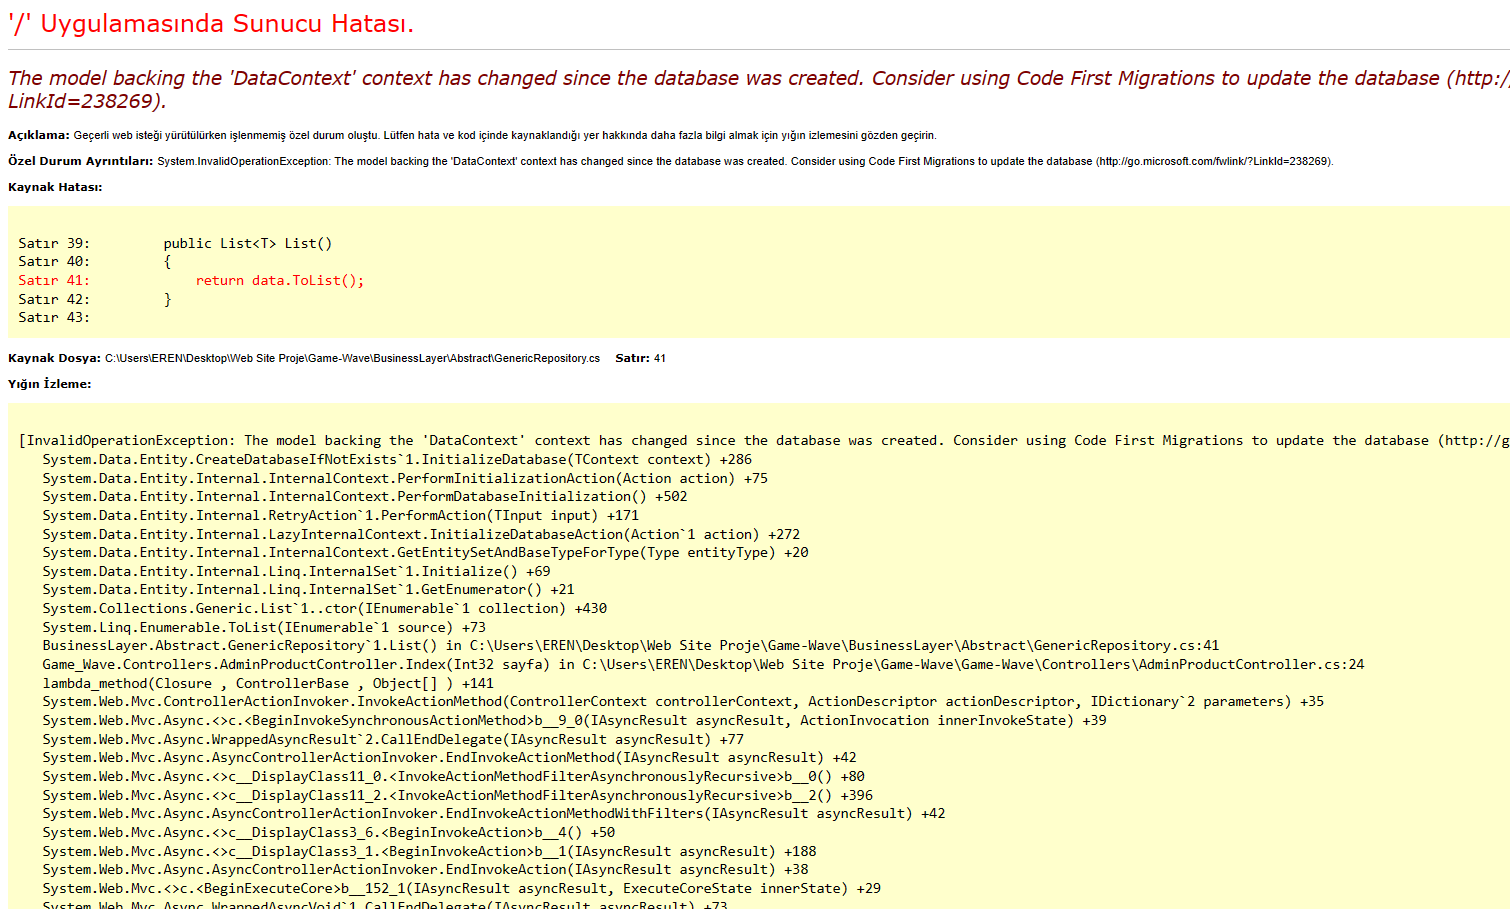 '/' Uygulamasında Sunucu Hatası.
The model backing the 'DataContext' context has changed since the database was created. Consider using Code First Migrations to update the database (http:/
LinkId=238269).
Açıklama: Geçerli web isteği yürütülürken işlenmemiş özel durum oluştu. Lütfen hata ve kod içinde kaynaklandığı yer hakkında daha fazla bilgi almak için yığın izlemesini gözden geçirin.
Özel Durum Ayrıntıları: System.InvalidOperationException: The model backing the 'DataContext' context has changed since the database was created. Consider using Code First Migrations to update the database (http://go.microsoft.com/fwlink/?LinkId=238269).
Kaynak Hatası:
Satır 39:         public List<T> List()
Satır 40:         {
Satır 41:             return data.ToList();
Satır 42:         }
Satır 43:
Kaynak Dosya: C:\Users\EREN\Desktop\Web Site Proje\Game-Wave\BusinessLayer\Abstract\GenericRepository.cs    Satır: 41
Yığın İzleme:
[InvalidOperationException: The model backing the 'DataContext' context has changed since the database was created. Consider using Code First Migrations to update the database (http://g
   System.Data.Entity.CreateDatabaseIfNotExists`1.InitializeDatabase(TContext context) +286
   System.Data.Entity.Internal.InternalContext.PerformInitializationAction(Action action) +75
   System.Data.Entity.Internal.InternalContext.PerformDatabaseInitialization() +502
   System.Data.Entity.Internal.RetryAction`1.PerformAction(TInput input) +171
   System.Data.Entity.Internal.LazyInternalContext.InitializeDatabaseAction(Action`1 action) +272
   System.Data.Entity.Internal.InternalContext.GetEntitySetAndBaseTypeForType(Type entityType) +20
   System.Data.Entity.Internal.Linq.InternalSet`1.Initialize() +69
   System.Data.Entity.Internal.Linq.InternalSet`1.GetEnumerator() +21
   System.Collections.Generic.List`1..ctor(IEnumerable`1 collection) +430
   System.Linq.Enumerable.ToList(IEnumerable`1 source) +73
   BusinessLayer.Abstract.GenericRepository`1.List() in C:\Users\EREN\Desktop\Web Site Proje\Game-Wave\BusinessLayer\Abstract\GenericRepository.cs:41
   Game_Wave.Controllers.AdminProductController.Index(Int32 sayfa) in C:\Users\EREN\Desktop\Web Site Proje\Game-Wave\Game-Wave\Controllers\AdminProductController.cs:24
   lambda_method(Closure , ControllerBase , Object[] ) +141
   System.Web.Mvc.ControllerActionInvoker.InvokeActionMethod(ControllerContext controllerContext, ActionDescriptor actionDescriptor, IDictionary`2 parameters) +35
   System.Web.Mvc.Async.<>c.<BeginInvokeSynchronousActionMethod>b__9_0(IAsyncResult asyncResult, ActionInvocation innerInvokeState) +39
   System.Web.Mvc.Async.WrappedAsyncResult`2.CallEndDelegate(IAsyncResult asyncResult) +77
   System.Web.Mvc.Async.AsyncControllerActionInvoker.EndInvokeActionMethod(IAsyncResult asyncResult) +42
   System.Web.Mvc.Async.<>c__DisplayClass11_0.<InvokeActionMethodFilterAsynchronouslyRecursive>b__0() +80
   System.Web.Mvc.Async.<>c__DisplayClass11_2.<InvokeActionMethodFilterAsynchronouslyRecursive>b__2() +396
   System.Web.Mvc.Async.AsyncControllerActionInvoker.EndInvokeActionMethodWithFilters(IAsyncResult asyncResult) +42
   System.Web.Mvc.Async.<>c__DisplayClass3_6.<BeginInvokeAction>b__4() +50
   System.Web.Mvc.Async.<>c__DisplayClass3_1.<BeginInvokeAction>b__1(IAsyncResult asyncResult) +188
   System.Web.Mvc.Async.AsyncControllerActionInvoker.EndInvokeAction(IAsyncResult asyncResult) +38
   System.Web.Mvc.<>c.<BeginExecuteCore>b__152_1(IAsyncResult asyncResult, ExecuteCoreState innerState) +29
   System.Web.Mvc.Async.WrappedAsyncVoid`1.CallEndDelegate(IAsyncResult asyncResult) +73